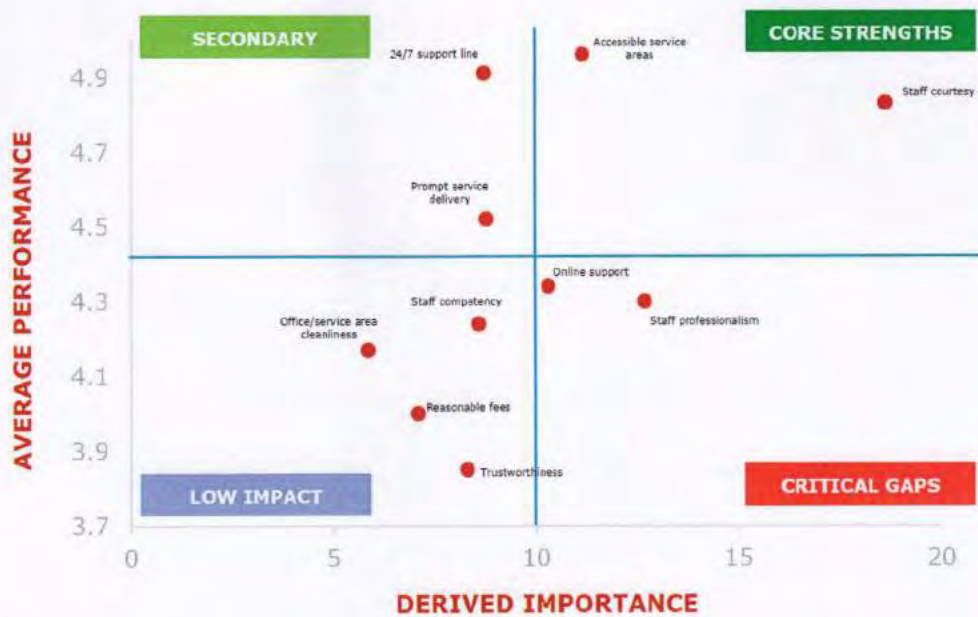 SECONDARY
CORE STRENGTHS
24/7 support line
Accessible service
areas
Staff courtesy
Prompt service
delivery
Online support
Staff competency
Staff professionalism
Office/service area
cleanliness
Reasonable fees
Trustworthiness
LOW IMPACT
CRITICAL GAPS
AVERAGE PERFORMANCE
4.9
4.7
4.5
4.3
4.1
3.9
3.7
0
5
10
15
20
DERIVED IMPORTANCE